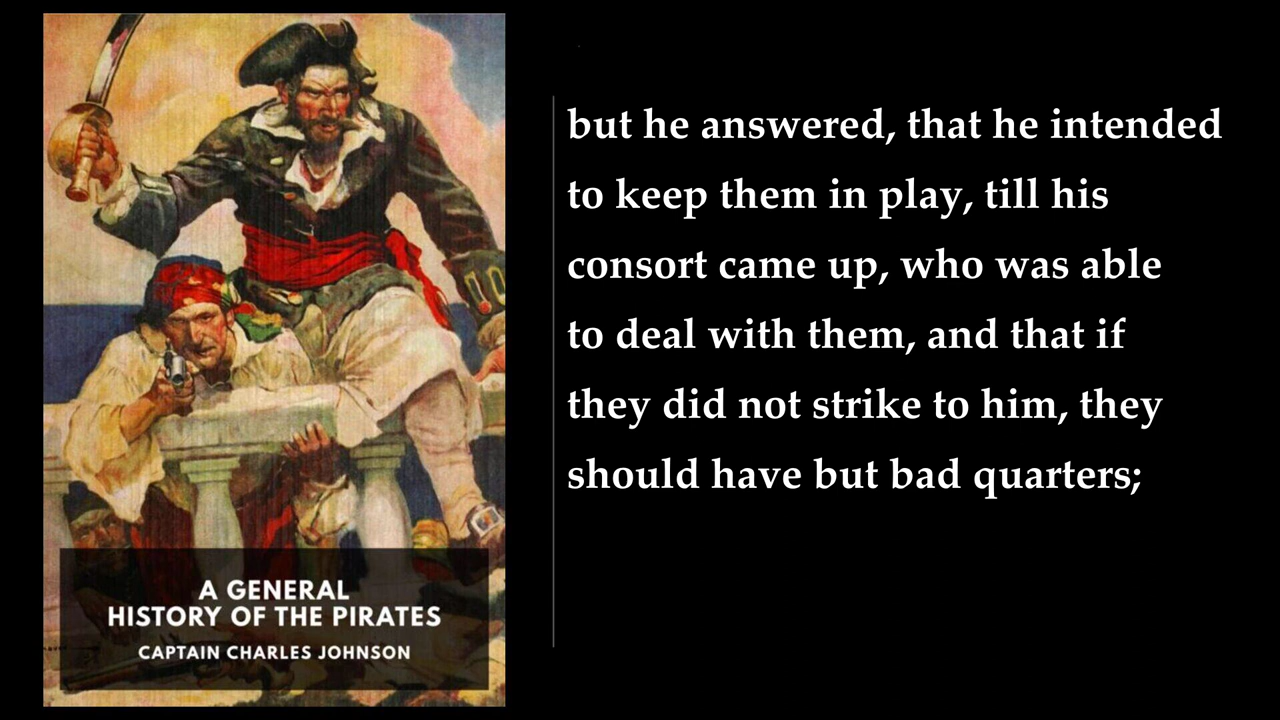 but he answered, that he intended
to keep them in play, till his
consort came up, who was able
to deal with them, and that if
they did not strike to him, they
should have but bad quarters;
A GENERAL
HISTORY OF THE PIRATES
CAPTAIN CHARLES JOHNSON